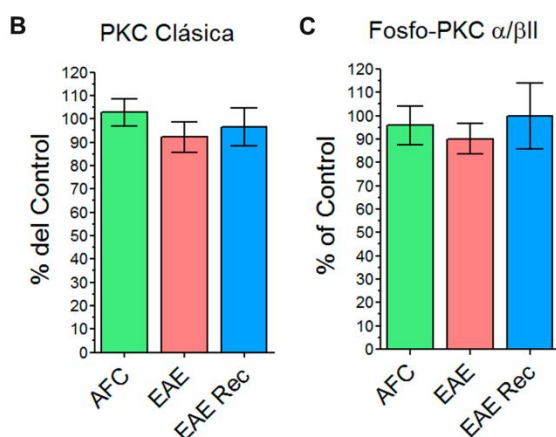 B
PKC Clásica
% del Control
120
110
100
90
80
70
60
50
40
30
20
10
0
AFC
EAE
EAE Rec
C
Fosfo-PKC α/βII
% of Control
120
110
100
90
80
70
60
50
40
30
20
10
0
AFC
EAE
EAE Rec